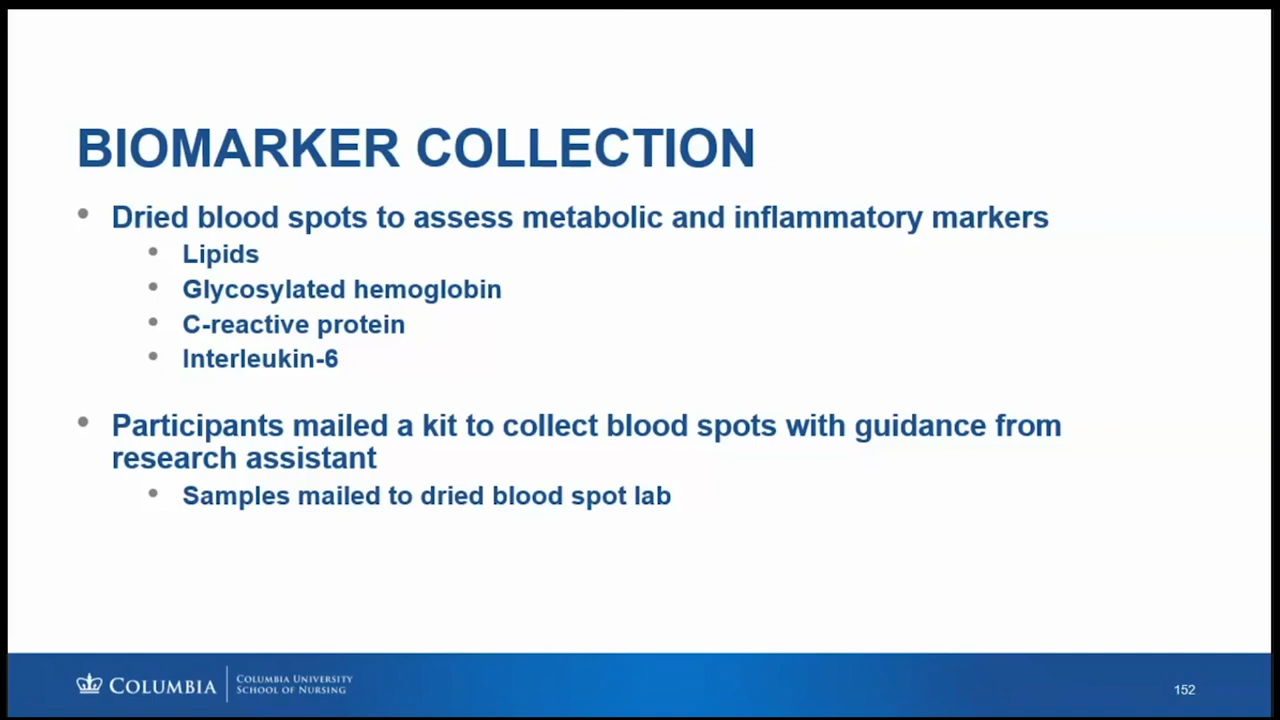 BIOMARKER COLLECTION
• Dried blood spots to assess metabolic and inflammatory markers
• Lipids
• Glycosylated hemoglobin
• C-reactive protein
• Interleukin-6
• Participants mailed a kit to collect blood spots with guidance from
research assistant
• Samples mailed to dried blood spot lab
COLUMBIA
COLUMBIA UNIVERSITY
SCHOOL OF NURSING
152